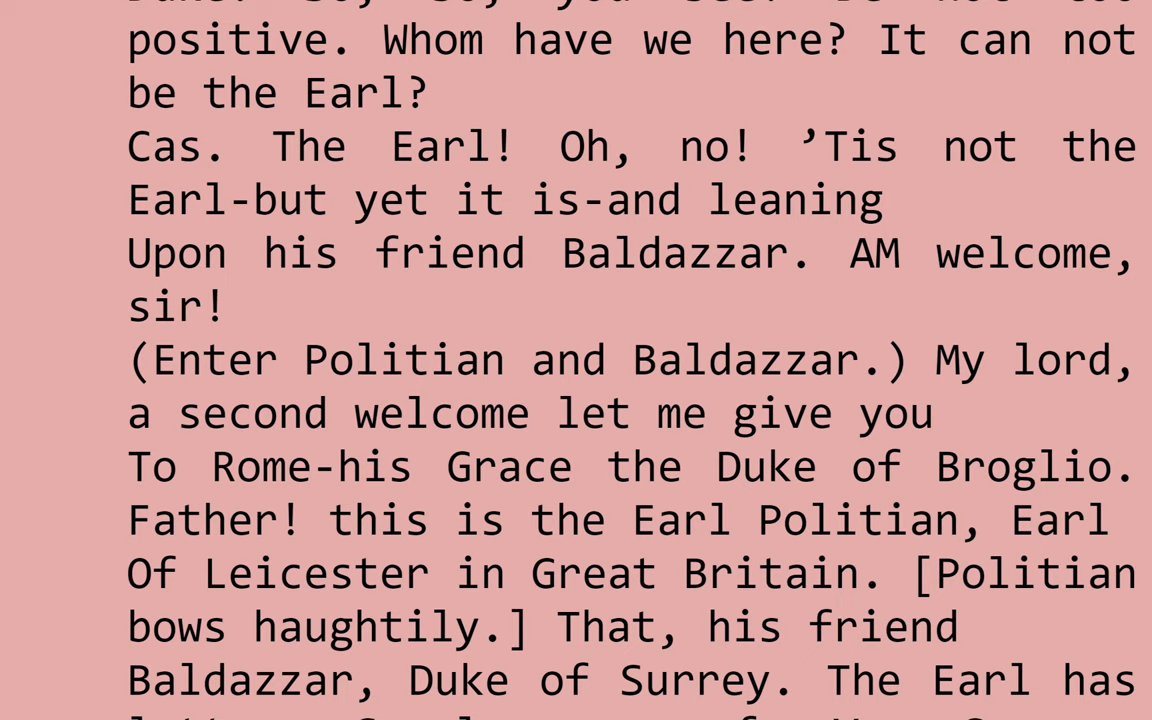 positive. Whom have we here? It can not
be the Earl?
Cas. The Earl! Oh, no! ’Tis not the
Earl-but yet it is-and leaning
Upon his friend Baldazzar. AM welcome,
sir!
(Enter Politian and Baldazzar.) My lord,
a second welcome let me give you
To Rome-his Grace the Duke of Broglio.
Father! this is the Earl Politian, Earl
Of Leicester in Great Britain. [Politian
bows haughtily.] That, his friend
Baldazzar, Duke of Surrey. The Earl has